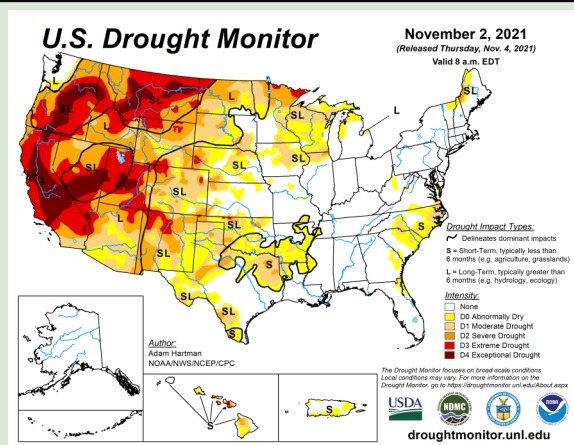 U.S. Drought Monitor
November 2, 2021
(Released Thursday, Nov. 4, 2021)
Valid 8 a.m. EDT
L
SL
SL
L
SL
L
SL
L
SL
SL
SL
SL
SL
L
SL
SL
S
S
SL
SL
S
Drought Impact Types:
Delineates dominant impacts
S = Short-Term, typically less than
6 months (e.g. agriculture, grasslands)
L = Long-Term, typically greater than
6 months (e.g. hydrology, ecology)
Intensity:
None
D0 Abnormally Dry
D1 Moderate Drought
D2 Severe Drought
D3 Extreme Drought
D4 Exceptional Drought
Author:
Adam Hartman
NOAA/NWS/NCEP/CPC
S
S
The Drought Monitor focuses on broad-scale conditions.
Local conditions may vary. For more information on the
Drought Monitor, go to https://droughtmonitor.unl.edu/About.aspx
USDA
NDMC
NOAA
droughtmonitor.unl.edu